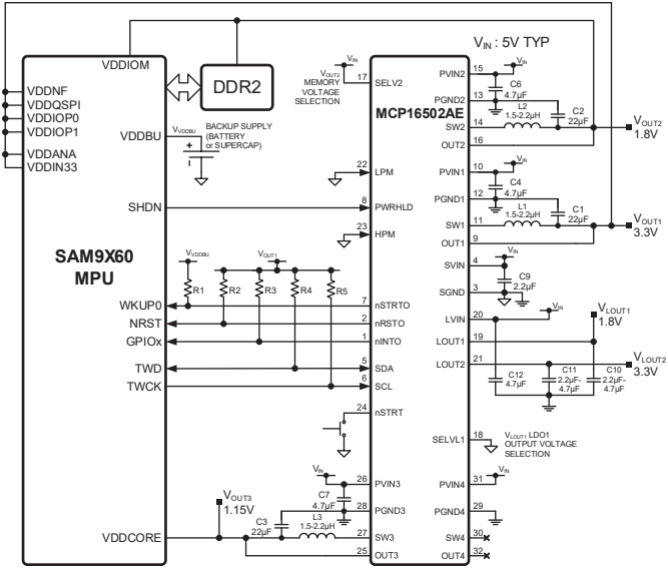 VIN : 5V TYP
VDDIOM
DDR2
VDDNF
VDDQSPI
VDDIOP0
VDDIOP1
VDDANA
VDDIN33
VDDBU
VVDDBU
BACKUP SUPPLY
(BATTERY
or SUPERCAP)
+
SHDN
SAM9X60
MPU
VVDDBU
VOUT1
R1
R2
R3
R4
R5
WKUP0
NRST
GPIOx
TWD
TWCK
VOUT3
1.15V
VDDCORE
C3
22µF
L3
1.5-2.2µH
VIN
C7
4.7µF
VIN
VOUT2
MEMORY
VOLTAGE
SELECTION
17
SELV2
MCP16502AE
22
LPM
8
PWRHLD
23
HPM
7
nSTRTO
2
nRSTO
1
nINTO
5
SDA
6
SCL
24
nSTRT
26
PVIN3
28
PGND3
27
SW3
25
OUT3
PVIN2
15
VIN
C6
4.7µF
PGND2
13
L2
1.5-2.2µH
C2
22µF
SW2
14
OUT2
16
VOUT2
1.8V
PVIN1
10
VIN
C4
4.7µF
PGND1
12
L1
1.5-2.2µH
C1
22µF
SW1
11
OUT1
9
VOUT1
3.3V
SVIN
4
VIN
C9
2.2µF
SGND
3
LVIN
20
VIN
LOUT1
19
VLOUT1
1.8V
LOUT2
21
VLOUT2
3.3V
C12
4.7µF
C11
2.2µF-
4.7µF
C10
2.2µF-
4.7µF
SELVL1
18
VLOUT1 LDO1
OUTPUT VOLTAGE
SELECTION
PVIN4
31
VIN
PGND4
29
SW4
30
OUT4
32